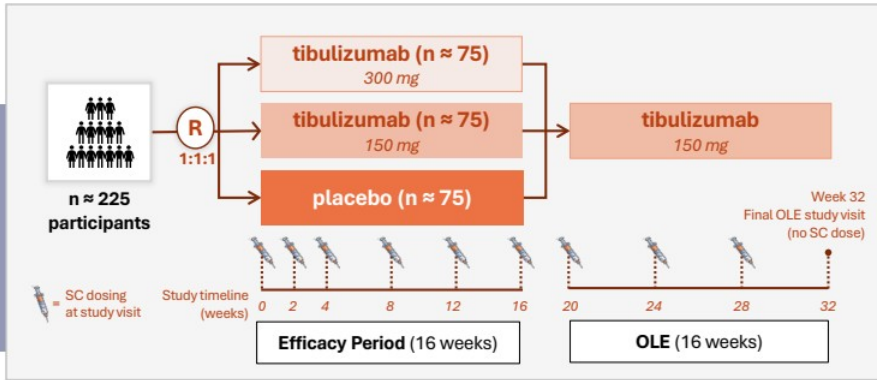 tibulizumab (n ≈ 75)
300 mg
R
1:1:1
tibulizumab (n ≈ 75)
150 mg
tibulizumab
150 mg
n ≈ 225
participants
placebo (n ≈ 75)
Week 32
Final OLE study visit
(no SC dose)
= SC dosing
at study visit
Study timeline
(weeks)
0 2 4 8 12 16 20 24 28 32
Efficacy Period (16 weeks)
OLE (16 weeks)